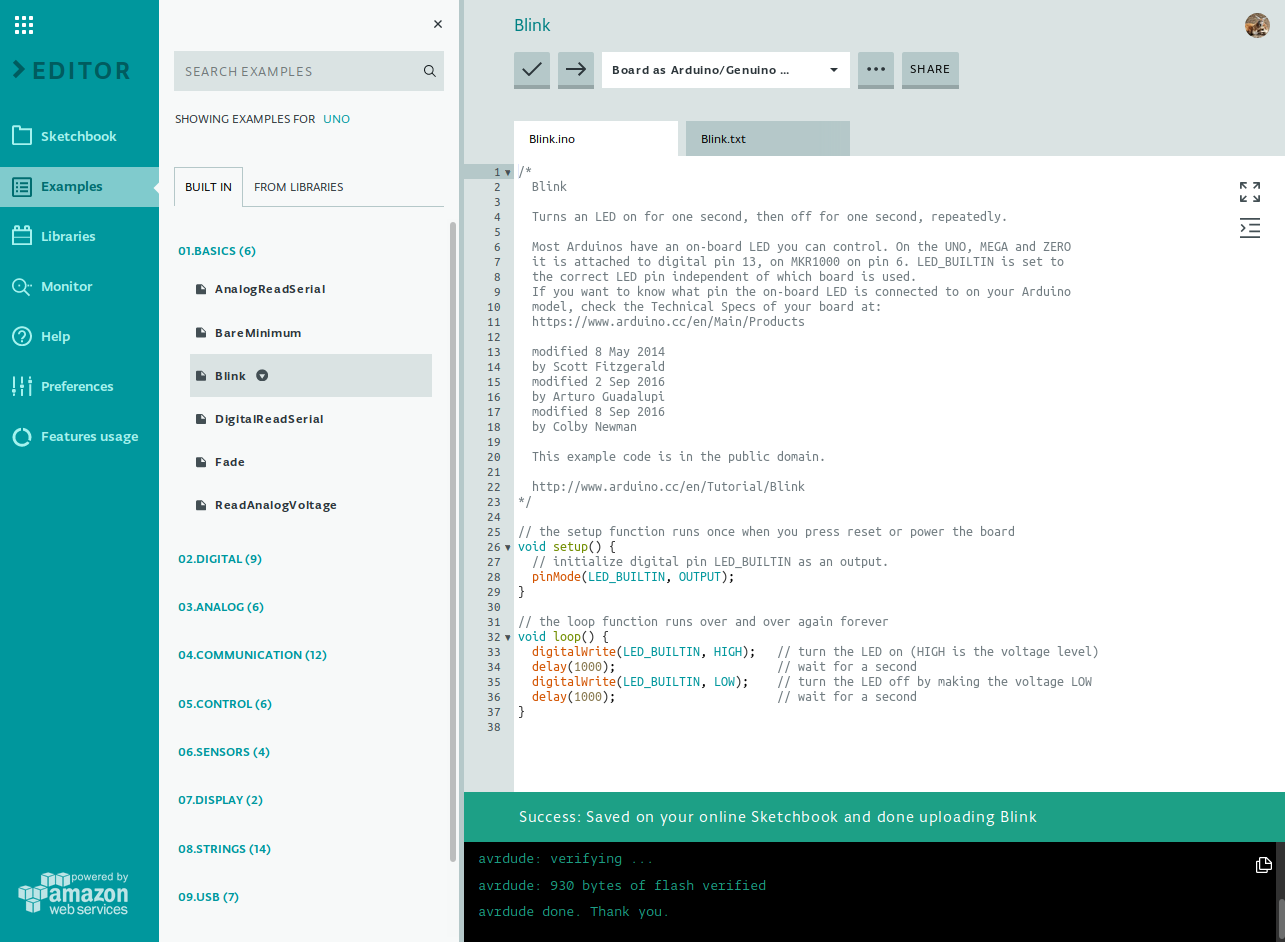 EDITOR
Sketchbook
Examples
Libraries
Monitor
Help
Preferences
Features usage
powered by
amazon
web services
SEARCH EXAMPLES
SHOWING EXAMPLES FOR UNO
BUILT IN FROM LIBRARIES
01.BASICS (6)
AnalogReadSerial
BareMinimum
Blink
DigitalReadSerial
Fade
ReadAnalogVoltage
02.DIGITAL (9)
03.ANALOG (6)
04.COMMUNICATION (12)
05.CONTROL (6)
06.SENSORS (4)
07.DISPLAY (2)
08.STRINGS (14)
09.USB (7)
Blink
Board as Arduino/Genuino ... SHARE
Blink.ino Blink.txt
1 /*
2 Blink
3
4 Turns an LED on for one second, then off for one second, repeatedly.
5
6 Most Arduinos have an on-board LED you can control. On the UNO, MEGA and ZERO
7 it is attached to digital pin 13, on MKR1000 on pin 6. LED_BUILTIN is set to
8 the correct LED pin independent of which board is used.
9 If you want to know what pin the on-board LED is connected to on your Arduino
10 model, check the Technical Specs of your board at:
11 https://www.arduino.cc/en/Main/Products
12
13 modified 8 May 2014
14 by Scott Fitzgerald
15 modified 2 Sep 2016
16 by Arturo Guadalupi
17 modified 8 Sep 2016
18 by Colby Newman
19
20 This example code is in the public domain.
21
22 http://www.arduino.cc/en/Tutorial/Blink
23 */
24
25 // the setup function runs once when you press reset or power the board
26 void setup() {
27 // initialize digital pin LED_BUILTIN as an output.
28 pinMode(LED_BUILTIN, OUTPUT);
29 }
30
31 // the loop function runs over and over again forever
32 void loop() {
33 digitalWrite(LED_BUILTIN, HIGH); // turn the LED on (HIGH is the voltage level)
34 delay(1000); // wait for a second
35 digitalWrite(LED_BUILTIN, LOW); // turn the LED off by making the voltage LOW
36 delay(1000); // wait for a second
37 }
38
Success: Saved on your online Sketchbook and done uploading Blink
avrdude: verifying ...
avrdude: 930 bytes of flash verified
avrdude done. Thank you.